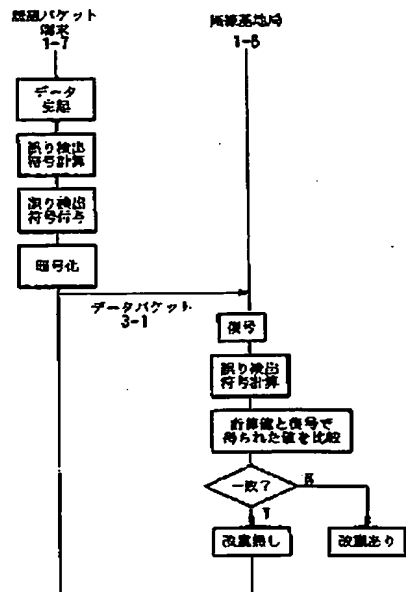 無線パケット
端末
1-7
無線基地局
データ
生起
誤り検出
符号計算
誤り検出
符号付与
暗号化
データパケット
3-1
復号
誤り検出
符号計算
計算値と復号で
得られた値を比較
一致?
Y
改竄無し
改竄あり